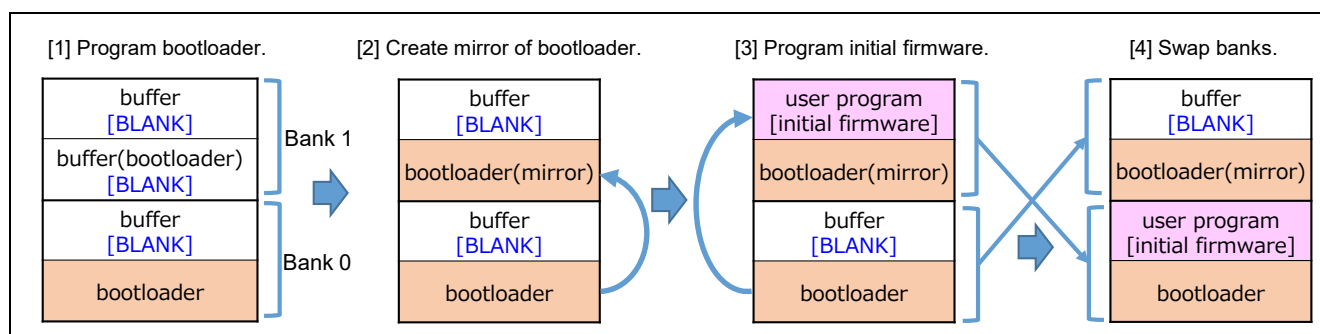 [1] Program bootloader.
buffer
[BLANK]
buffer(bootloader)
[BLANK]
buffer
[BLANK]
bootloader
Bank 1
Bank 0
[2] Create mirror of bootloader.
buffer
[BLANK]
bootloader(mirror)
buffer
[BLANK]
bootloader
[3] Program initial firmware.
user program
[initial firmware]
bootloader(mirror)
buffer
[BLANK]
bootloader
[4] Swap banks.
buffer
[BLANK]
bootloader(mirror)
user program
[initial firmware]
bootloader